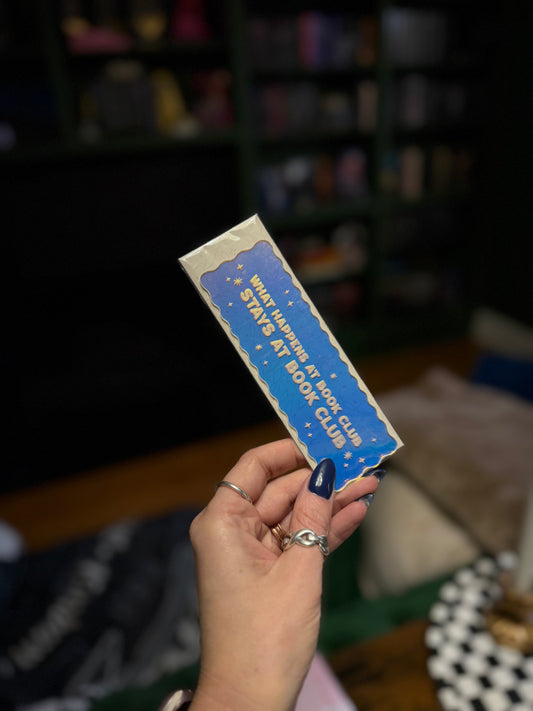 WHAT HAPPENS AT BOOK CLUB
STAYS AT BOOK CLUB